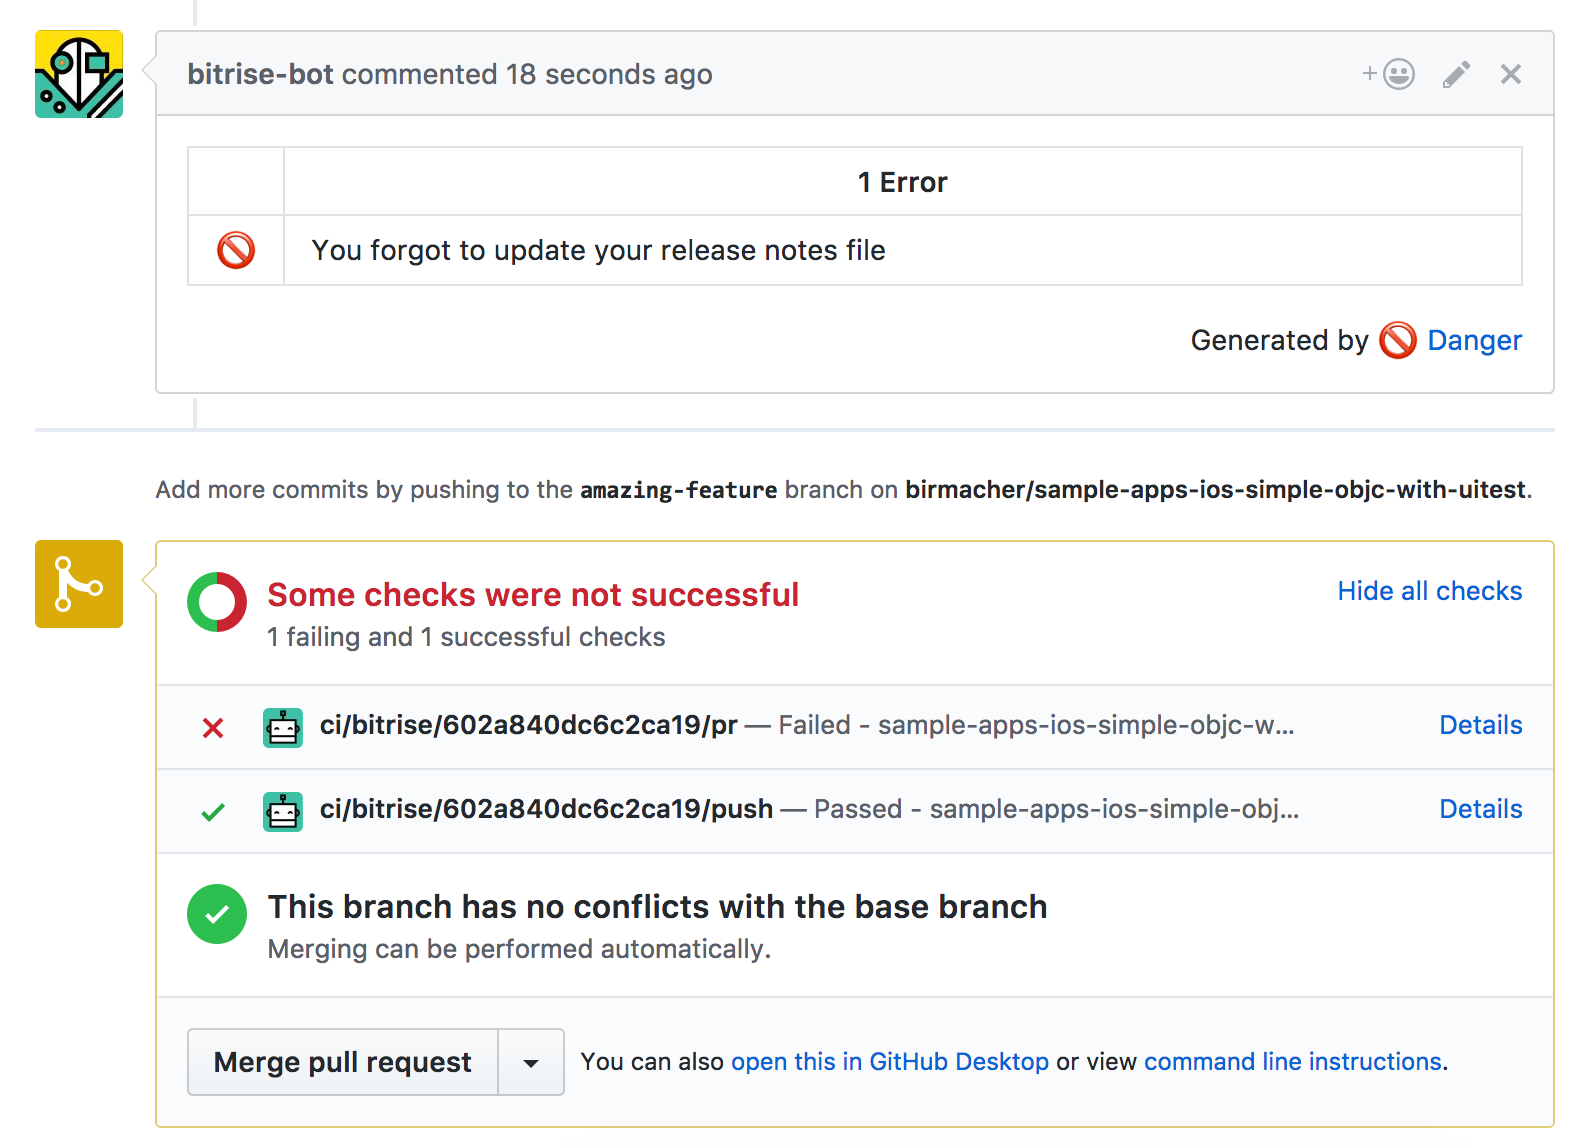 bitrise-bot commented 18 seconds ago
1 Error
You forgot to update your release notes file
Generated by Danger
Add more commits by pushing to the amazing-feature branch on birmacher/sample-apps-ios-simple-objc-with-uitest.
Some checks were not successful
Hide all checks
1 failing and 1 successful checks
ci/bitrise/602a840dc6c2ca19/pr — Failed - sample-apps-ios-simple-objc-w... Details
ci/bitrise/602a840dc6c2ca19/push — Passed - sample-apps-ios-simple-obj... Details
This branch has no conflicts with the base branch
Merging can be performed automatically.
Merge pull request
You can also open this in GitHub Desktop or view command line instructions.